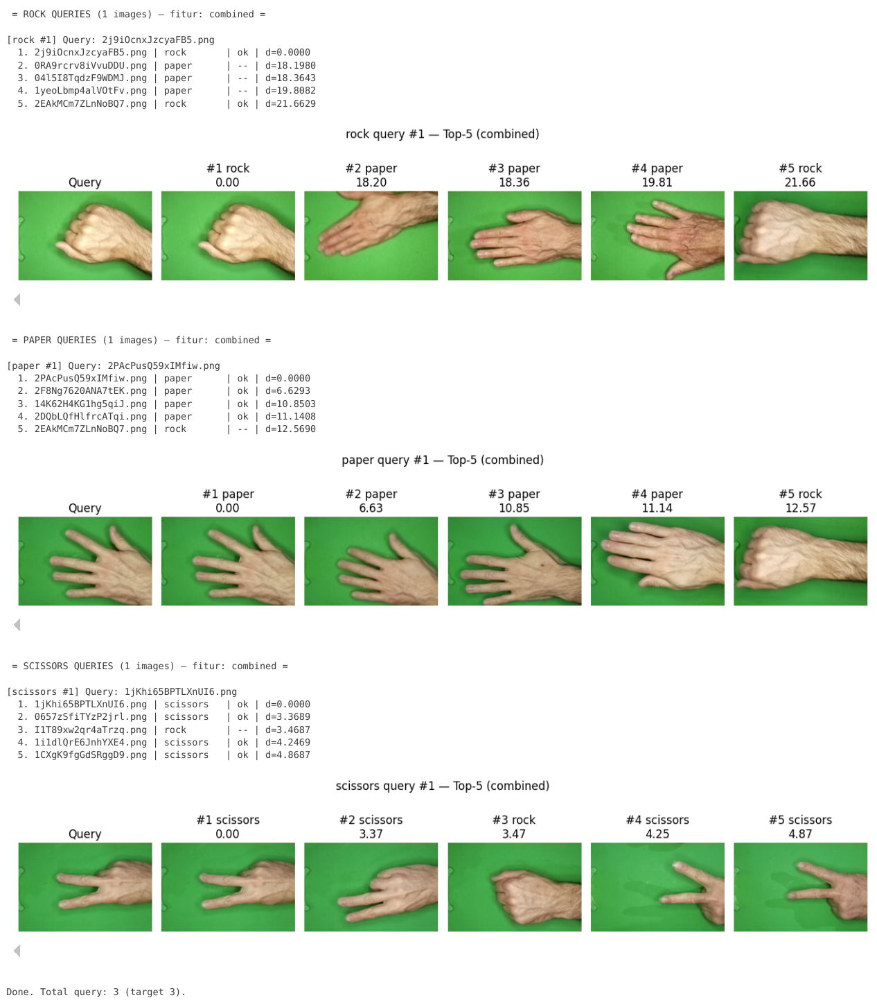 = ROCK QUERIES (1 images) — fitur: combined =
[rock #1] Query: 2j9iOcnxJzcyaFB5.png
1. 2j9iOcnxJzcyaFB5.png | rock | ok | d=0.0000
2. 0RA9rcrv8iVvuDDU.png | paper | -- | d=18.1980
3. 04l5I8TqdzF9WDMJ.png | paper | -- | d=18.3643
4. 1yeoLbmp4alVOtFv.png | paper | -- | d=19.8082
5. 2EAkMCm7ZLnNoBQ7.png | rock | ok | d=21.6629
rock query #1 — Top-5 (combined)
Query
#1 rock
0.00
#2 paper
18.20
#3 paper
18.36
#4 paper
19.81
#5 rock
21.66
= PAPER QUERIES (1 images) — fitur: combined =
[paper #1] Query: 2PAcPusQ59xIMfiw.png
1. 2PAcPusQ59xIMfiw.png | paper | ok | d=0.0000
2. 2F8Ng7620ANA7tEK.png | paper | ok | d=6.6293
3. 14K62H4KG1hg5qiJ.png | paper | ok | d=10.8503
4. 2DQbLQfHlfrcATqi.png | paper | ok | d=11.1408
5. 2EAkMCm7ZLnNoBQ7.png | rock | -- | d=12.5690
paper query #1 — Top-5 (combined)
Query
#1 paper
0.00
#2 paper
6.63
#3 paper
10.85
#4 paper
11.14
#5 rock
12.57
= SCISSORS QUERIES (1 images) — fitur: combined =
[scissors #1] Query: 1jKhi65BPTLXnUI6.png
1. 1jKhi65BPTLXnUI6.png | scissors | ok | d=0.0000
2. 0657zSfiTYzP2jrl.png | scissors | ok | d=3.3689
3. I1T89xw2qr4aTrzq.png | rock | -- | d=3.4687
4. 1i1dlQrE6JnhYXE4.png | scissors | ok | d=4.2469
5. 1CXgK9fgGdSRggD9.png | scissors | ok | d=4.8687
scissors query #1 — Top-5 (combined)
Query
#1 scissors
0.00
#2 scissors
3.37
#3 rock
3.47
#4 scissors
4.25
#5 scissors
4.87
Done. Total query: 3 (target 3).